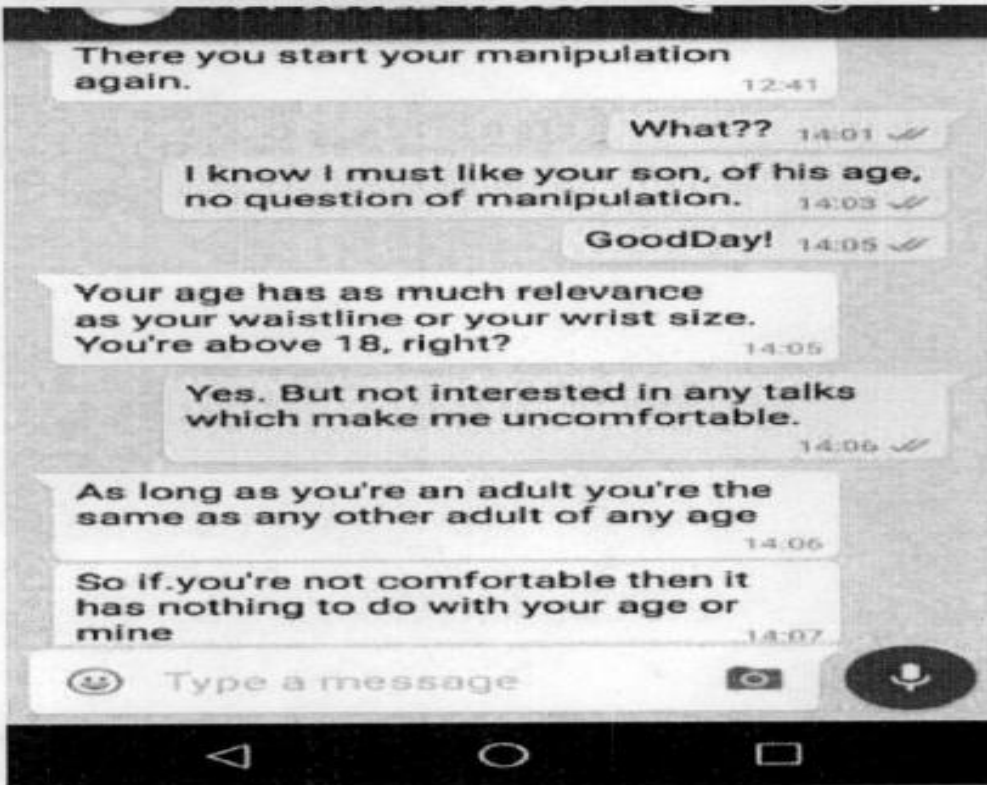 There you start your manipulation
again.
12:41
What?? 14:01
I know I must like your son, of his age,
no question of manipulation. 14:03
GoodDay! 14:05
Your age has as much relevance
as your waistline or your wrist size.
You're above 18, right? 14:05
Yes. But not interested in any talks
which make me uncomfortable.
14:06
As long as you're an adult you're the
same as any other adult of any age
14:06
So if.you're not comfortable then it
has nothing to do with your age or
mine 14:07
Type a message